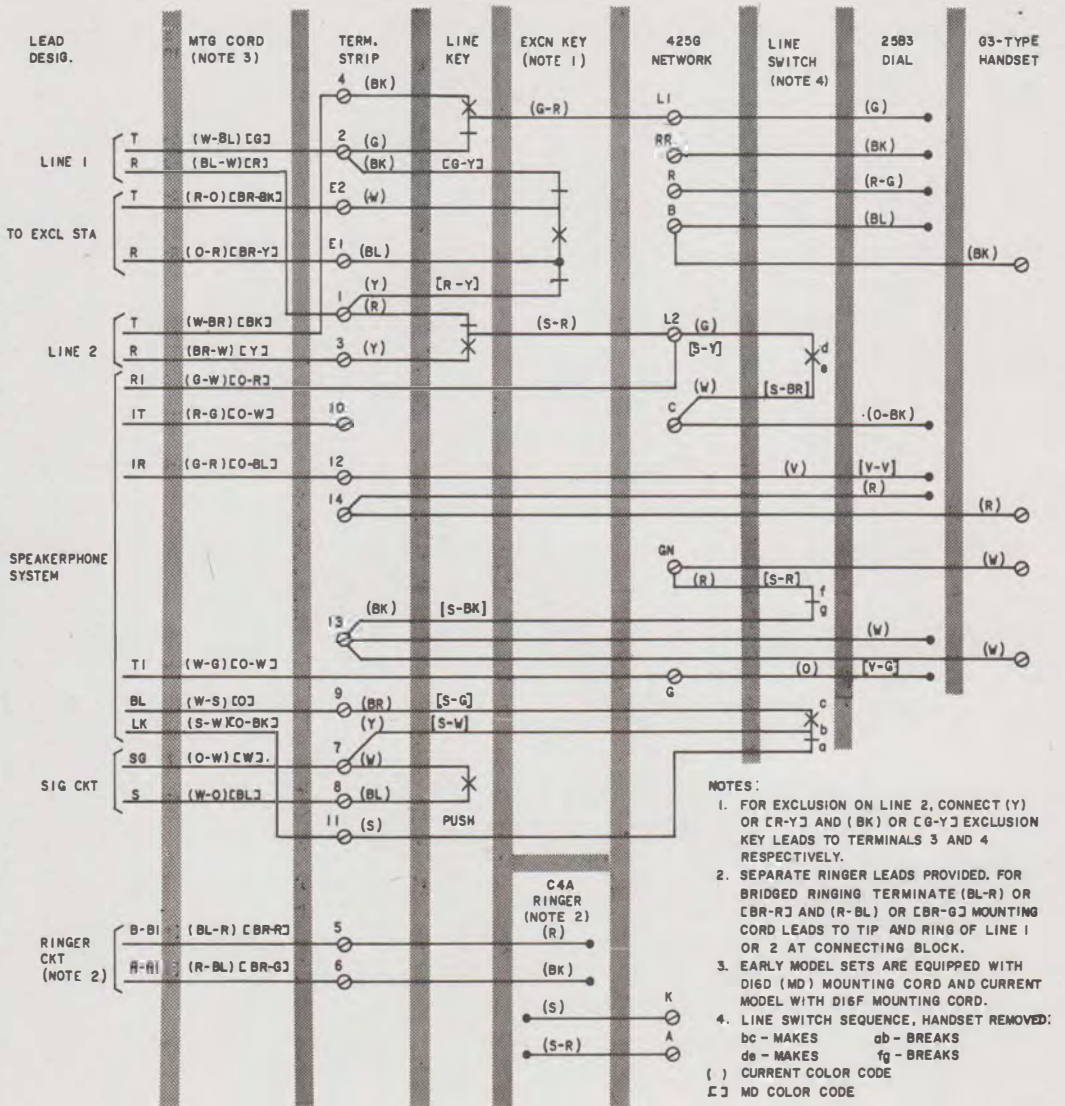 LEAD DESIG.
MTG CORD (NOTE 3)
TERM. STRIP
LINE KEY
EXCN KEY (NOTE 1)
425G NETWORK
LINE SWITCH (NOTE 4)
25B3 DIAL
G3-TYPE HANDSET
4 (BK)
(G-R) L1 (G)
LINE 1
T (W-BL) [G] 2 (G)
R (BL-W)[R] (BK) [G-Y]
RR (BK)
R (R-G)
TO EXCL STA
T (R-O)[BR-BK] E2 (W)
B (BL)
R (O-R)[BR-Y] E1 (BL)
(BK)
(Y) [R-Y]
1 (R)
LINE 2
T (W-BR) [BK]
(S-R) L2 (G)
[S-Y] d
R (BR-W) [Y] 3 (Y)
e
R1 (G-W)[O-R]
(W) [S-BR]
1T (R-G)[O-W] 10
C (O-BK)
1R (G-R)[O-BL] 12 (V) [V-V]
14 (R)
(R)
SPEAKERPHONE SYSTEM
GN (W)
(R) [S-R] f
g
(BK) [S-BK]
13 (W)
(W)
T1 (W-G)[O-W] G (O) [V-G]
BL (W-S) [O] 9 (BR) [S-G] c
LK (S-W)[O-BK] (Y) [S-W] b
a
SIG CKT
SG (O-W) [W]. 7 (W)
S (W-O)[BL] 8 (BL)
PUSH
11 (S)
C4A RINGER (NOTE 2)
RINGER CKT (NOTE 2)
B-B1 (BL-R) [BR-R] 5 (R)
A-A1 (R-BL) [BR-G] 6 (BK)
(S) K
(S-R) A
NOTES:
1. FOR EXCLUSION ON LINE 2, CONNECT (Y)
OR [R-Y] AND (BK) OR [G-Y] EXCLUSION
KEY LEADS TO TERMINALS 3 AND 4
RESPECTIVELY.
2. SEPARATE RINGER LEADS PROVIDED. FOR
BRIDGED RINGING TERMINATE (BL-R) OR
[BR-R] AND (R-BL) OR [BR-G] MOUNTING
CORD LEADS TO TIP AND RING OF LINE 1
OR 2 AT CONNECTING BLOCK.
3. EARLY MODEL SETS ARE EQUIPPED WITH
D16D (MD) MOUNTING CORD AND CURRENT
MODEL WITH D16F MOUNTING CORD.
4. LINE SWITCH SEQUENCE, HANDSET REMOVED:
bc - MAKES ab - BREAKS
de - MAKES fg - BREAKS
( ) CURRENT COLOR CODE
[ ] MD COLOR CODE